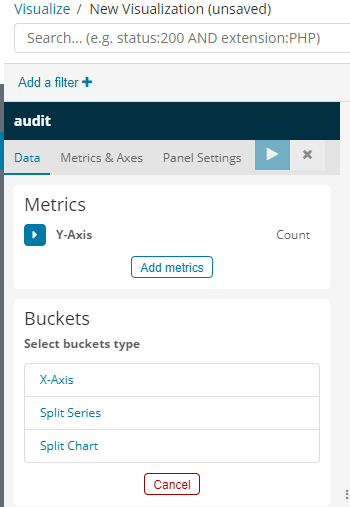 Visualize / New Visualization (unsaved)
Search... (e.g. status:200 AND extension:PHP)
Add a filter +
audit
Data Metrics & Axes Panel Settings
Metrics
Y-Axis Count
Add metrics
Buckets
Select buckets type
X-Axis
Split Series
Split Chart
Cancel